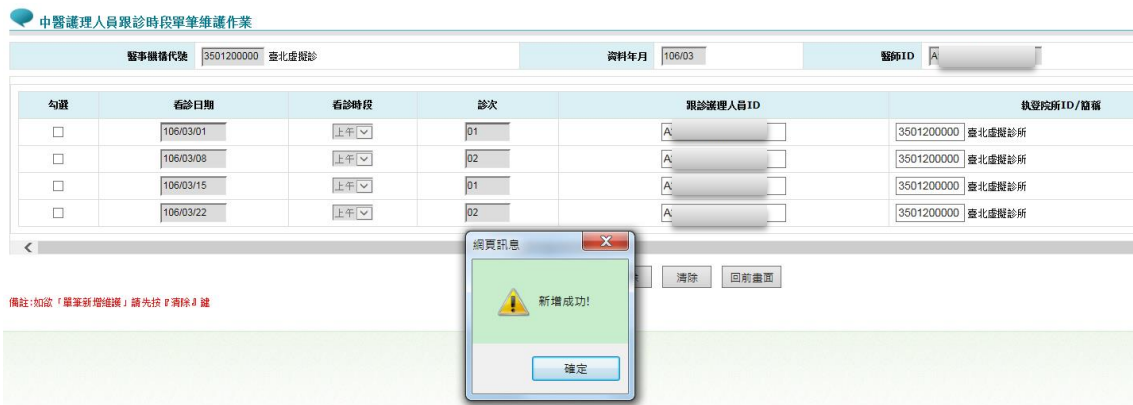 中醫護理人員跟診時段單筆維護作業
醫事機構代號 3501200000 臺北虛擬診 資料年月 106/03 醫師ID A
勾選 看診日期 看診時段 診次 跟診護理人員ID 執登院所ID/簡稱
106/03/01 上午 01 A 3501200000 臺北虛擬診所
106/03/08 上午 02 A 3501200000 臺北虛擬診所
106/03/15 上午 01 A 3501200000 臺北虛擬診所
106/03/22 上午 02 A 3501200000 臺北虛擬診所
網頁訊息
清除 回前畫面
備註:如欲「單筆新增維護」請先按『清除』鍵
新增成功!
確定